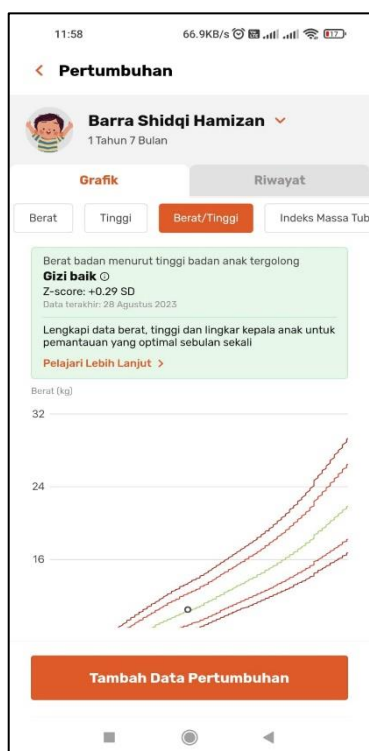 11:58 66.9KB/s 17
Pertumbuhan
Barra Shidqi Hamizan
1 Tahun 7 Bulan
Grafik Riwayat
Berat Tinggi Berat/Tinggi Indeks Massa Tub
Berat badan menurut tinggi badan anak tergolong
Gizi baik
Z-score: +0.29 SD
Data terakhir: 28 Agustus 2023
Lengkapi data berat, tinggi dan lingkar kepala anak untuk
pemantauan yang optimal sebulan sekali
Pelajari Lebih Lanjut >
Berat (kg)
32
24
16
Tambah Data Pertumbuhan